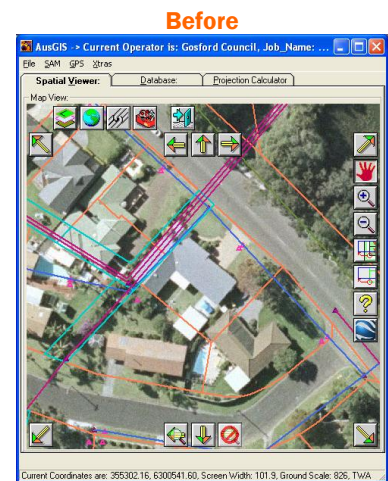 Before
AusGIS -> Current Operator is: Gosford Council, Job_Name: ...
File SAM GPS Xtras
Spatial Viewer: Database: Projection Calculator
Map View:
Current Coordinates are: 355302.16, 6300541.60, Screen Width: 101.9, Ground Scale: 826, TWA